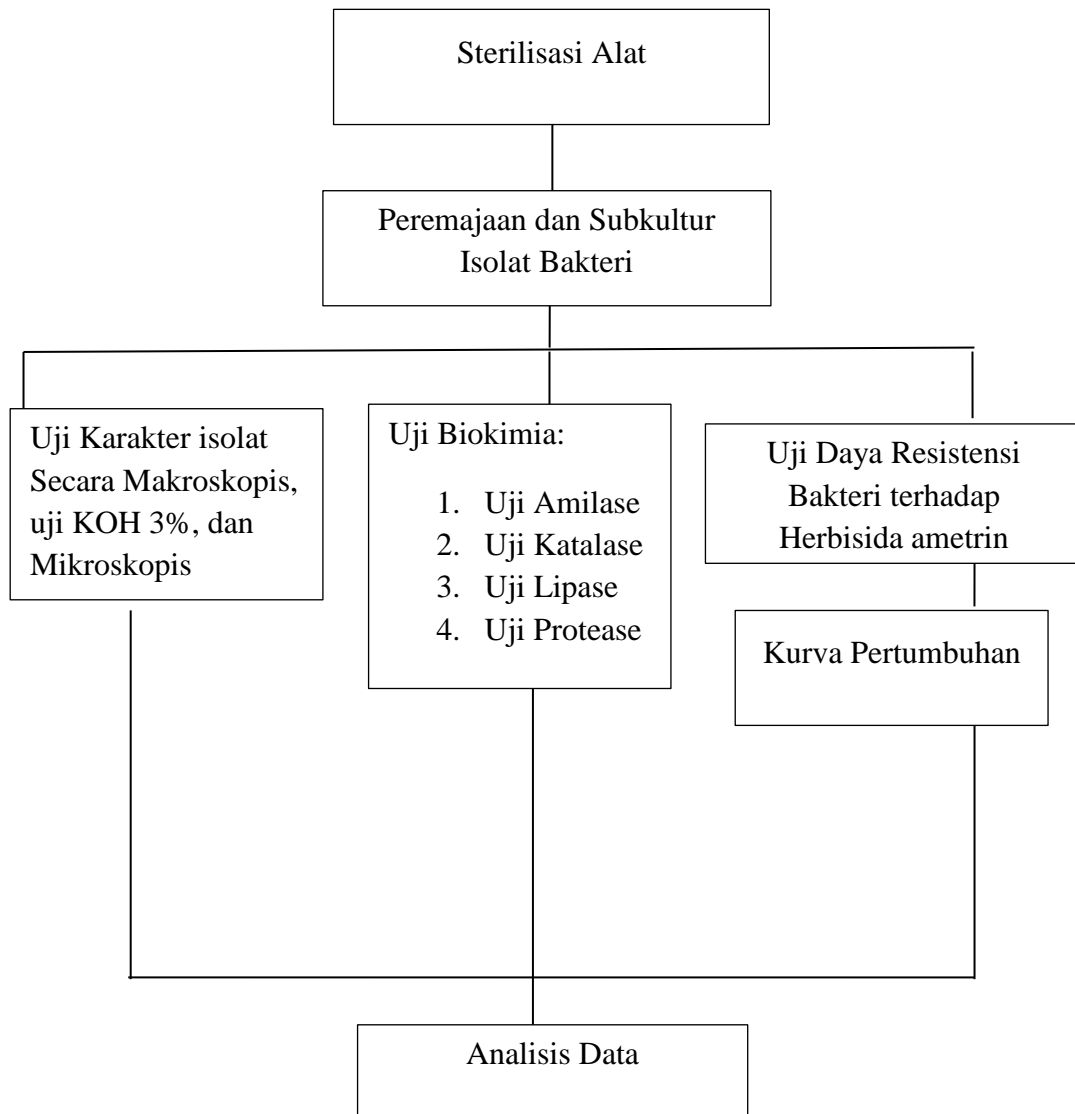 Sterilisasi Alat
Peremajaan dan Subkultur
Isolat Bakteri
Uji Karakter isolat
Secara Makroskopis,
uji KOH 3%, dan
Mikroskopis
Uji Biokimia:
1. Uji Amilase
2. Uji Katalase
3. Uji Lipase
4. Uji Protease
Uji Daya Resistensi
Bakteri terhadap
Herbisida ametrin
Kurva Pertumbuhan
Analisis Data